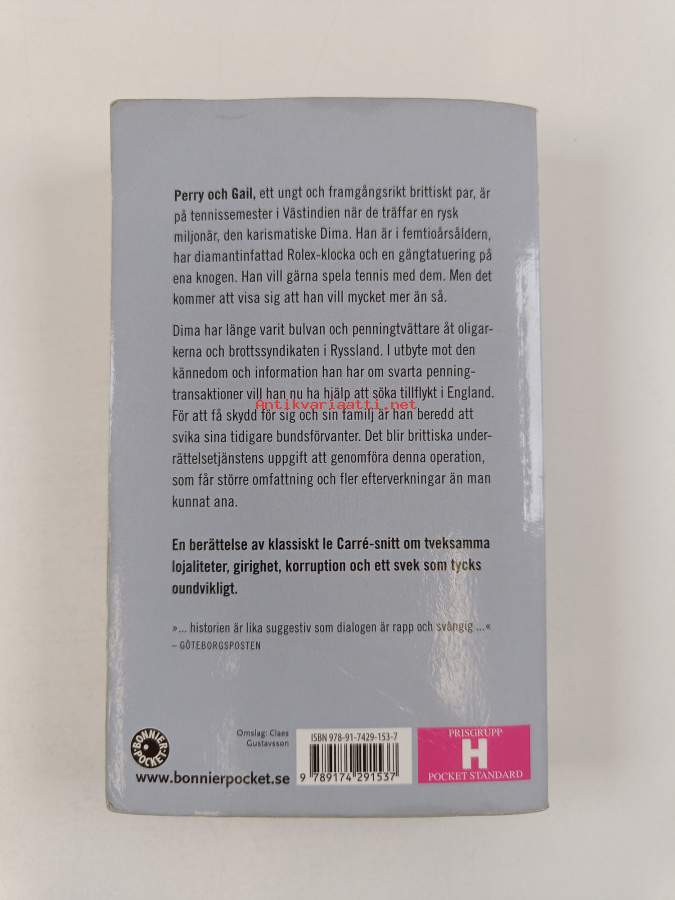 Perry och Gail, ett ungt och framgångsrikt brittiskt par, är
på tennissemester i Västindien när de träffar en rysk
miljonär, den karismatiske Dima. Han är i femtioårsåldern,
har diamantinfattad Rolex-klocka och en gängtatuering på
ena knogen. Han vill gärna spela tennis med dem. Men det
kommer att visa sig att han vill mycket mer än så.
Dima har länge varit bulvan och penningtvättare åt oligar-
kerna och brottssyndikaten i Ryssland. I utbyte mot den
kännedom och information han har om svarta penning-
transaktioner vill han nu ha hjälp att söka tillflykt i England.
Antikvariaatti.net
För att få skydd för sig och sin familj är han beredd att
svika sina tidigare bundsförvanter. Det blir brittiska under-
rättelsetjänstens uppgift att genomföra denna operation,
som får större omfattning och fler efterverkningar än man
kunnat ana.
En berättelse av klassiskt le Carré-snitt om tveksamma
lojaliteter, girighet, korruption och ett svek som tycks
oundvikligt.
»... historien är lika suggestiv som dialogen är rapp och svängig ...«
– GÖTEBORGSPOSTEN
BONNIER POCKET
www.bonnierpocket.se
Omslag: Claes
Gustavsson
ISBN 978-91-7429-153-7
9 789174 291537
PRISGRUPP
H
POCKET STANDARD